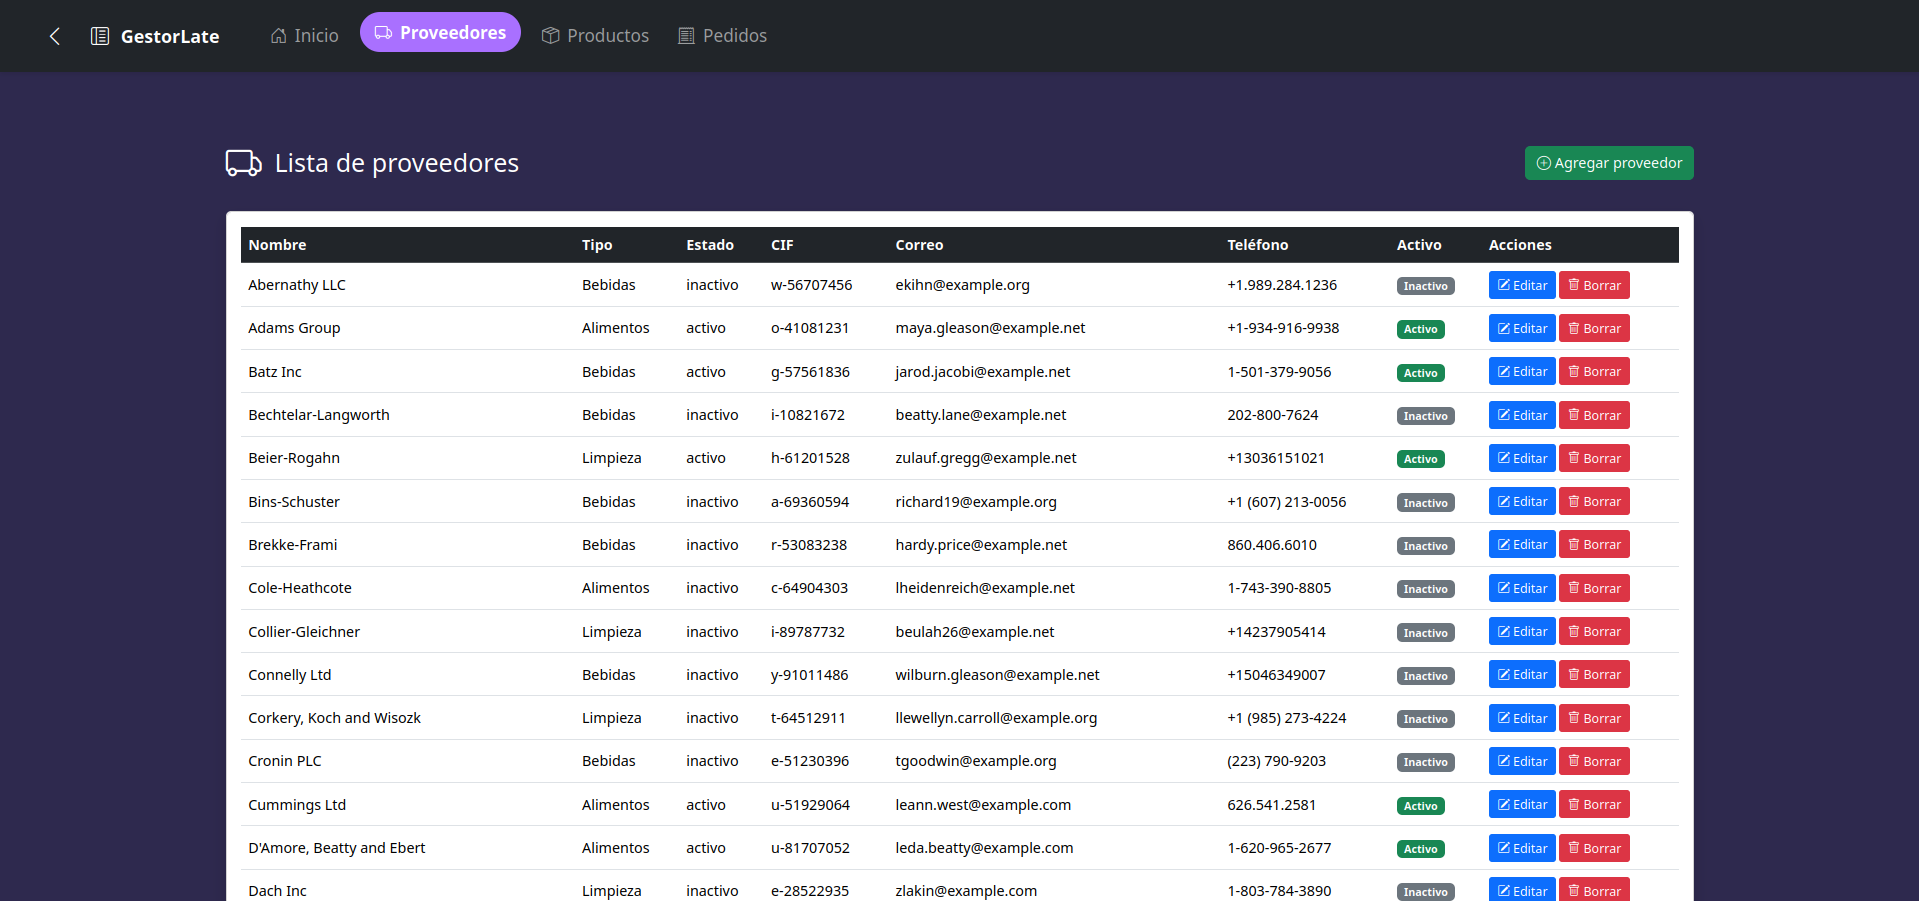 GestorLate Inicio Proveedores Productos Pedidos
Lista de proveedores Agregar proveedor
Nombre Tipo Estado CIF Correo Teléfono Activo Acciones
Abernathy LLC Bebidas inactivo w-56707456 ekihn@example.org +1.989.284.1236 Inactivo Editar Borrar
Adams Group Alimentos activo o-41081231 maya.gleason@example.net +1-934-916-9938 Activo Editar Borrar
Batz Inc Bebidas activo g-57561836 jarod.jacobi@example.net 1-501-379-9056 Activo Editar Borrar
Bechtelar-Langworth Bebidas inactivo i-10821672 beatty.lane@example.net 202-800-7624 Inactivo Editar Borrar
Beier-Rogahn Limpieza activo h-61201528 zulauf.gregg@example.net +13036151021 Activo Editar Borrar
Bins-Schuster Bebidas inactivo a-69360594 richard19@example.org +1 (607) 213-0056 Inactivo Editar Borrar
Brekke-Frami Bebidas inactivo r-53083238 hardy.price@example.net 860.406.6010 Inactivo Editar Borrar
Cole-Heathcote Alimentos inactivo c-64904303 lheidenreich@example.net 1-743-390-8805 Inactivo Editar Borrar
Collier-Gleichner Limpieza inactivo i-89787732 beulah26@example.net +14237905414 Inactivo Editar Borrar
Connelly Ltd Bebidas inactivo y-91011486 wilburn.gleason@example.net +15046349007 Inactivo Editar Borrar
Corkery, Koch and Wisozk Limpieza inactivo t-64512911 llewellyn.carroll@example.org +1 (985) 273-4224 Inactivo Editar Borrar
Cronin PLC Bebidas inactivo e-51230396 tgoodwin@example.org (223) 790-9203 Inactivo Editar Borrar
Cummings Ltd Alimentos activo u-51929064 leann.west@example.com 626.541.2581 Activo Editar Borrar
D'Amore, Beatty and Ebert Alimentos activo u-81707052 leda.beatty@example.com 1-620-965-2677 Activo Editar Borrar
Dach Inc Limpieza inactivo e-28522935 zlakin@example.com 1-803-784-3890 Inactivo Editar Borrar